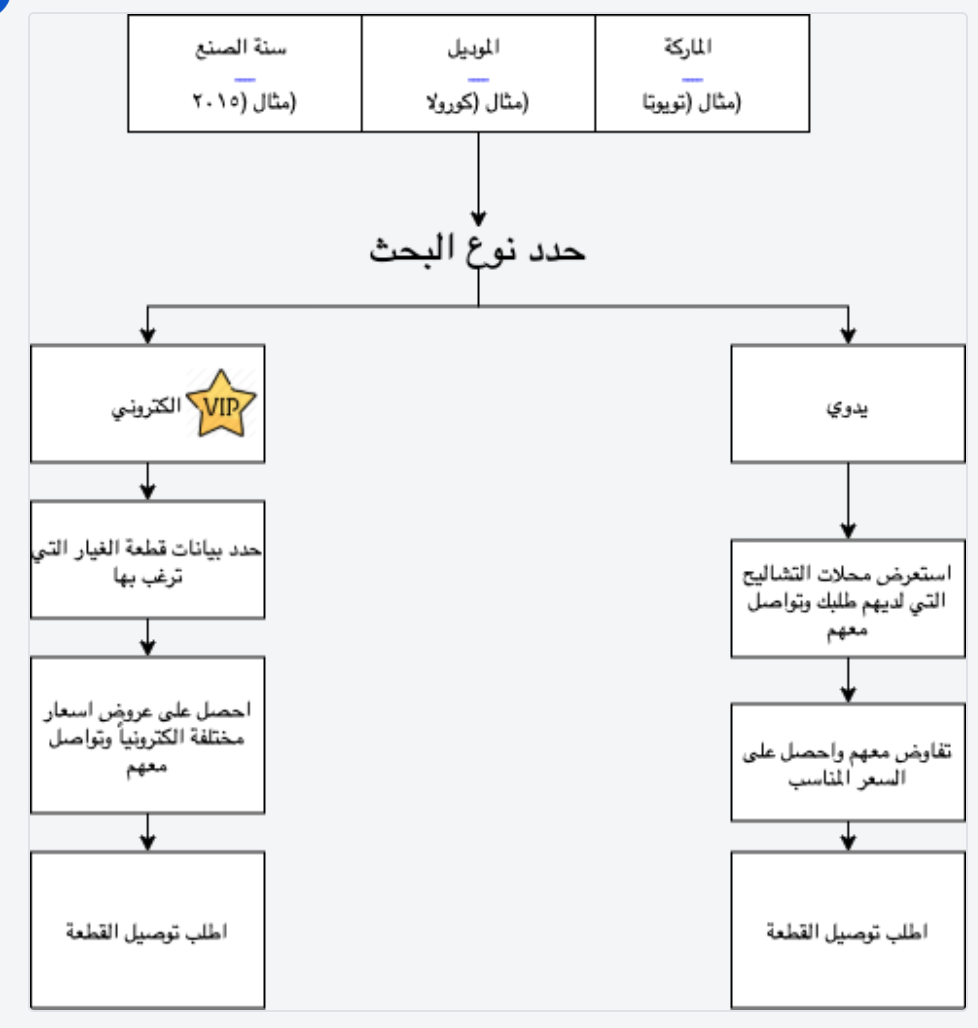 الماركة
(مثال (تويوتا
الموديل
(مثال (كورولا
سنة الصنع
(مثال (٢٠١٥
حدد نوع البحث
يدوي
استعرض محلات التشاليح
التي لديهم طلبك وتواصل
معهم
تفاوض معهم واحصل على
السعر المناسب
اطلب توصيل القطعة
VIP
الكتروني
حدد بيانات قطعة الغيار التي
ترغب بها
احصل على عروض اسعار
مختلفة الكترونياً وتواصل
معهم
اطلب توصيل القطعة